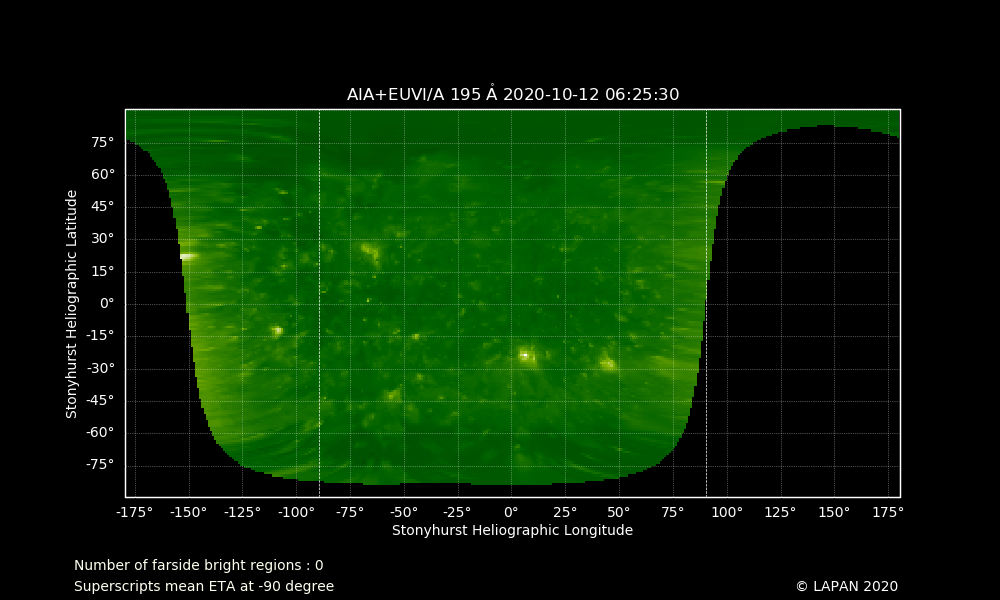 AIA+EUVI/A 195 Å 2020-10-12 06:25:30
75°
60°
45°
30°
15°
0°
-15°
-30°
-45°
-60°
-75°
Stonyhurst Heliographic Latitude
-175° -150° -125° -100° -75° -50° -25° 0° 25° 50° 75° 100° 125° 150° 175°
Stonyhurst Heliographic Longitude
Number of farside bright regions : 0
Superscripts mean ETA at -90 degree
© LAPAN 2020